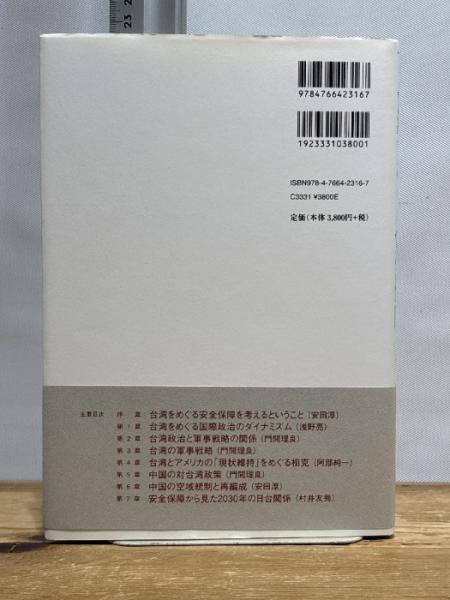 23
9784766423167
1923331038001
ISBN978-4-7664-2316-7
C3331 ¥3800E
定価(本体 3,800円+税)
主要目次 序 章 台湾をめぐる安全保障を考えるということ(安田淳)
第1章 台湾をめぐる国際政治のダイナミズム(浅野亮)
第2章 台湾政治と軍事戦略の関係(門間理良)
第3章 台湾の軍事戦略(門間理良)
第4章 台湾とアメリカの「現状維持」をめぐる相克(阿部純一)
第5章 中国の対台湾政策(門間理良)
第6章 中国の空域統制と再編成(安田淳)
第7章 安全保障から見た2030年の日台関係(村井友秀)